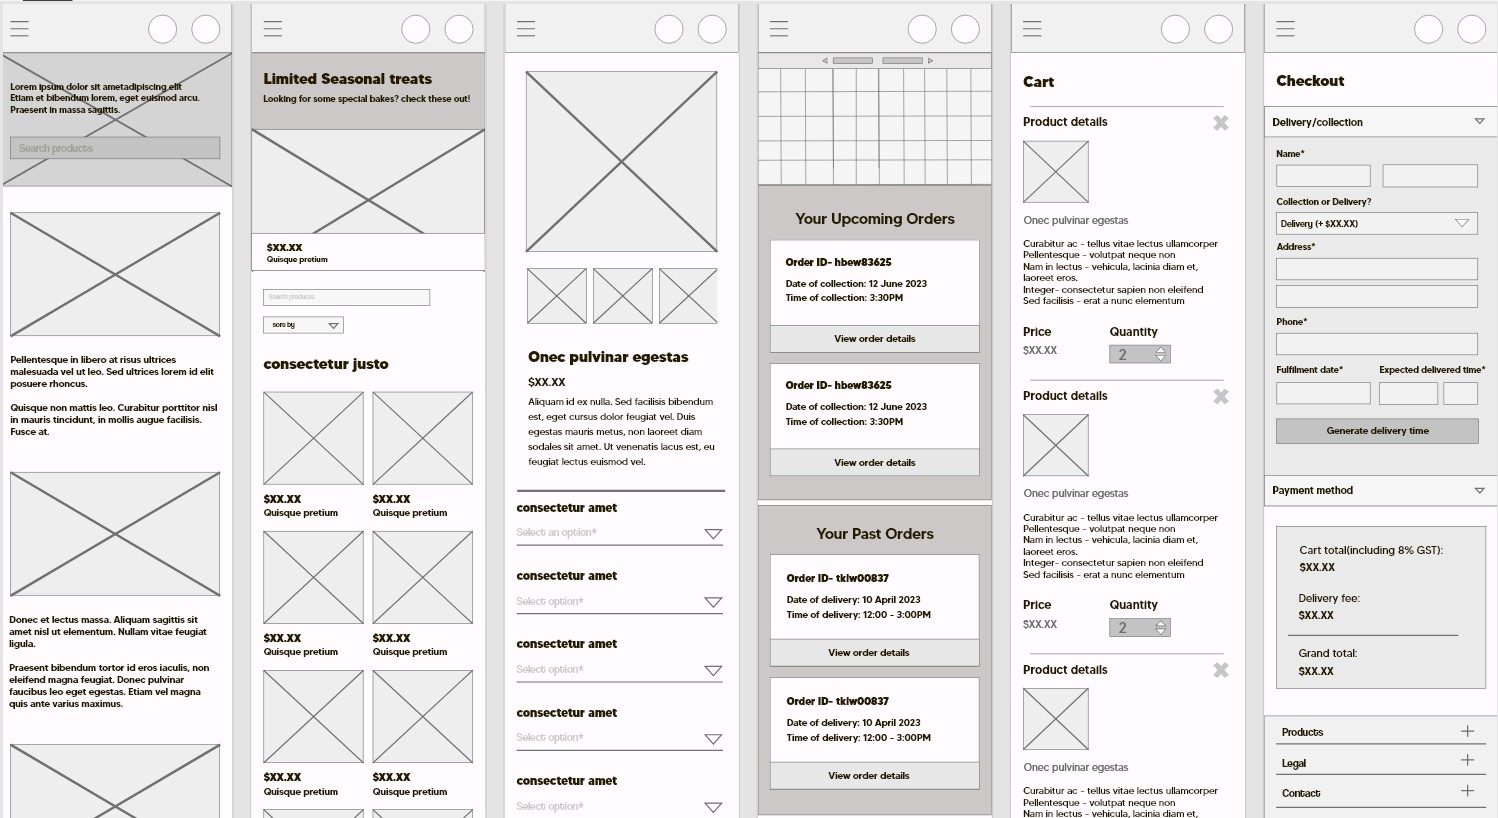 Lorem ipsum dolor sit ametadipiscing elit
Etiam et bibendum lorem, eget euismod arcu.
Praesent in massa sagittis.
Search products
Pellentesque in libero at risus ultrices
malesuada vel ut leo. Sed ultrices lorem id elit
posuere rhoncus.
Quisque non mattis leo. Curabitur porttitor nisl
in mauris tincidunt, in mollis augue facilisis.
Fusce at.
Donec et lectus massa. Aliquam sagittis sit
amet nisl ut elementum. Nullam vitae feugiat
ligula.
Praesent bibendum tortor id eros iaculis, non
eleifend magna feugiat. Donec pulvinar
faucibus leo eget egestas. Etiam vel magna
quis ante varius maximus.
Limited Seasonal treats
Looking for some special bakes? check these out!
$XX.XX
Quisque pretium
Search producas
sors by
consectetur justo
$XX.XX
Quisque pretium
$XX.XX
Quisque pretium
$XX.XX
Quisque pretium
$XX.XX
Quisque pretium
$XX.XX
Quisque pretium
$XX.XX
Quisque pretium
Onec pulvinar egestas
$XX.XX
Aliquam id ex nulla. Sed facilisis bibendum
est, eget cursus dolor feugiat vel. Duis
egestas mauris metus, non laoreet diam
sodales sit amet. Ut venenatis lacus est, eu
feugiat lectus euismod vel.
consectetur amet
Select an option*
consectetur amet
Select option*
consectetur amet
Select option*
consectetur amet
Select option*
consectetur amet
Select option*
Your Upcoming Orders
Order ID- hbew83625
Date of collection: 12 June 2023
Time of collection: 3:30PM
View order details
Order ID- hbew83625
Date of collection: 12 June 2023
Time of collection: 3:30PM
View order details
Your Past Orders
Order ID- tkiw00837
Date of delivery: 10 April 2023
Time of delivery: 12:00 - 3:00PM
View order details
Order ID- tkiw00837
Date of delivery: 10 April 2023
Time of delivery: 12:00 - 3:00PM
View order details
Cart
Product details
Onec pulvinar egestas
Curabitur ac - tellus vitae lectus ullamcorper
Pellentesque - volutpat neque non
Nam in lectus - vehicula, lacinia diam et,
laoreet eros.
Integer- consectetur sapien non eleifend
Sed facilisis - erat a nunc elementum
Price
Quantity
$XX.XX
2
Product details
Onec pulvinar egestas
Curabitur ac - tellus vitae lectus ullamcorper
Pellentesque - volutpat neque non
Nam in lectus - vehicula, lacinia diam et,
laoreet eros.
Integer- consectetur sapien non eleifend
Sed facilisis - erat a nunc elementum
Price
Quantity
$XX.XX
2
Product details
Onec pulvinar egestas
Curabitur ac - tellus vitae lectus ullamcorper
Pellentesque - volutpat neque non
Nam in lectus - vehicula, lacinia diam et,
Checkout
Delivery/collection
Name*
Collection or Delivery?
Delivery (+ $XX.XX)
Address*
Phone*
Fulfilment date*
Expected delivered time*
Generate delivery time
Payment method
Cart total(including 8% GST):
$XX.XX
Delivery fee:
$XX.XX
Grand total:
$XX.XX
Products
Legal
Contact